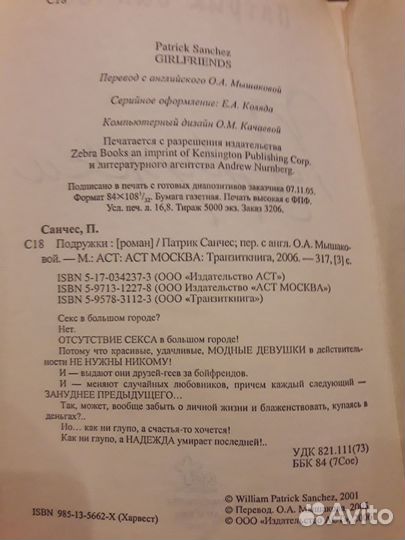 С18
Patrick Sanchez
GIRLFRIENDS
Перевод с английского О.А. Мышаковой
Серийное оформление: Е.А. Коляда
Компьютерный дизайн О.М. Качаевой
Печатается с разрешения издательства
Zebra Books an imprint of Kensington Publishing Corp.
и литературного агентства Andrew Nurnberg.
Подписано в печать с готовых диапозитивов заказчика 07.11.05.
Формат 84×108 1/32. Бумага газетная. Печать высокая с ФПФ.
Усл. печ. л. 16,8. Тираж 5000 экз. Заказ 3206.
Санчес, П.
С18 Подружки : [роман] / Патрик Санчес; пер. с англ. О.А. Мышако-
вой. — М.: АСТ: АСТ МОСКВА: Транзиткнига, 2006. — 317, [3] с.
ISBN 5-17-034237-3 (ООО «Издательство АСТ»)
ISBN 5-9713-1227-8 (ООО Издательство «АСТ МОСКВА»)
ISBN 5-9578-3112-3 (ООО «Транзиткнига»)
Секс в большом городе?
Нет.
ОТСУТСТВИЕ СЕКСА в большом городе!
Потому что красивые, удачливые, МОДНЫЕ ДЕВУШКИ в действитель-
ности НЕ НУЖНЫ НИКОМУ!
И — выдают они друзей-геев за бойфрендов.
И — меняют случайных любовников, причем каждый следующий —
ЗАНУДНЕЕ ПРЕДЫДУЩЕГО...
Так, может, вообще забыть о личной жизни и блаженствовать, купаясь в
деньгах?..
Но... как ни глупо, а счастья-то хочется!
Как ни глупо, а НАДЕЖДА умирает последней!..
УДК 821.111(73)
ББК 84 (7Сое)
© William Patrick Sanchez, 2001
© Перевод. О.А. Мышакова
ISBN 985-13-5662-X (Харвест)
© ООО «Издательство
Avito